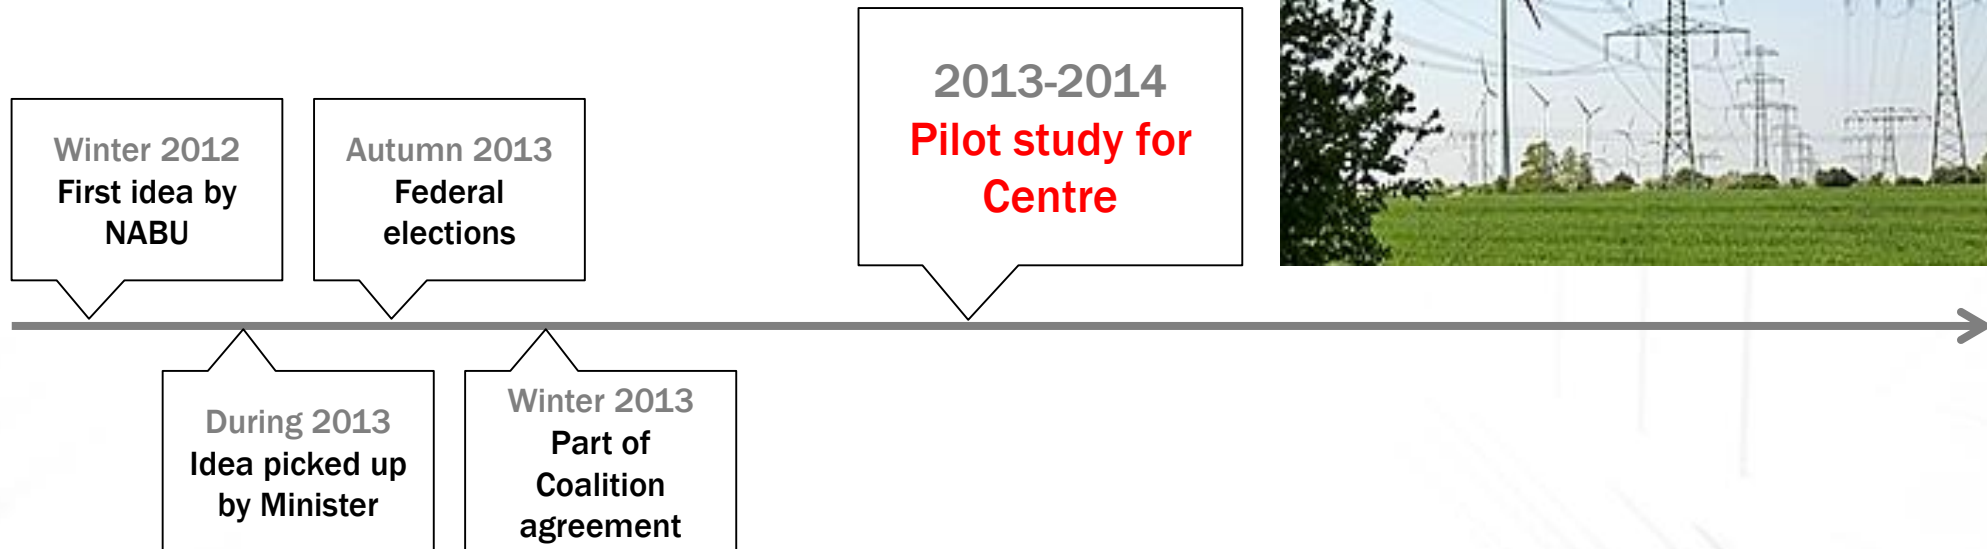 Winter 2012
First idea by
NABU
During 2013
Idea picked up
by Minister
Autumn 2013
Federal
elections
Winter 2013
Part of
Coalition
agreement
2013-2014
Pilot study for
Centre